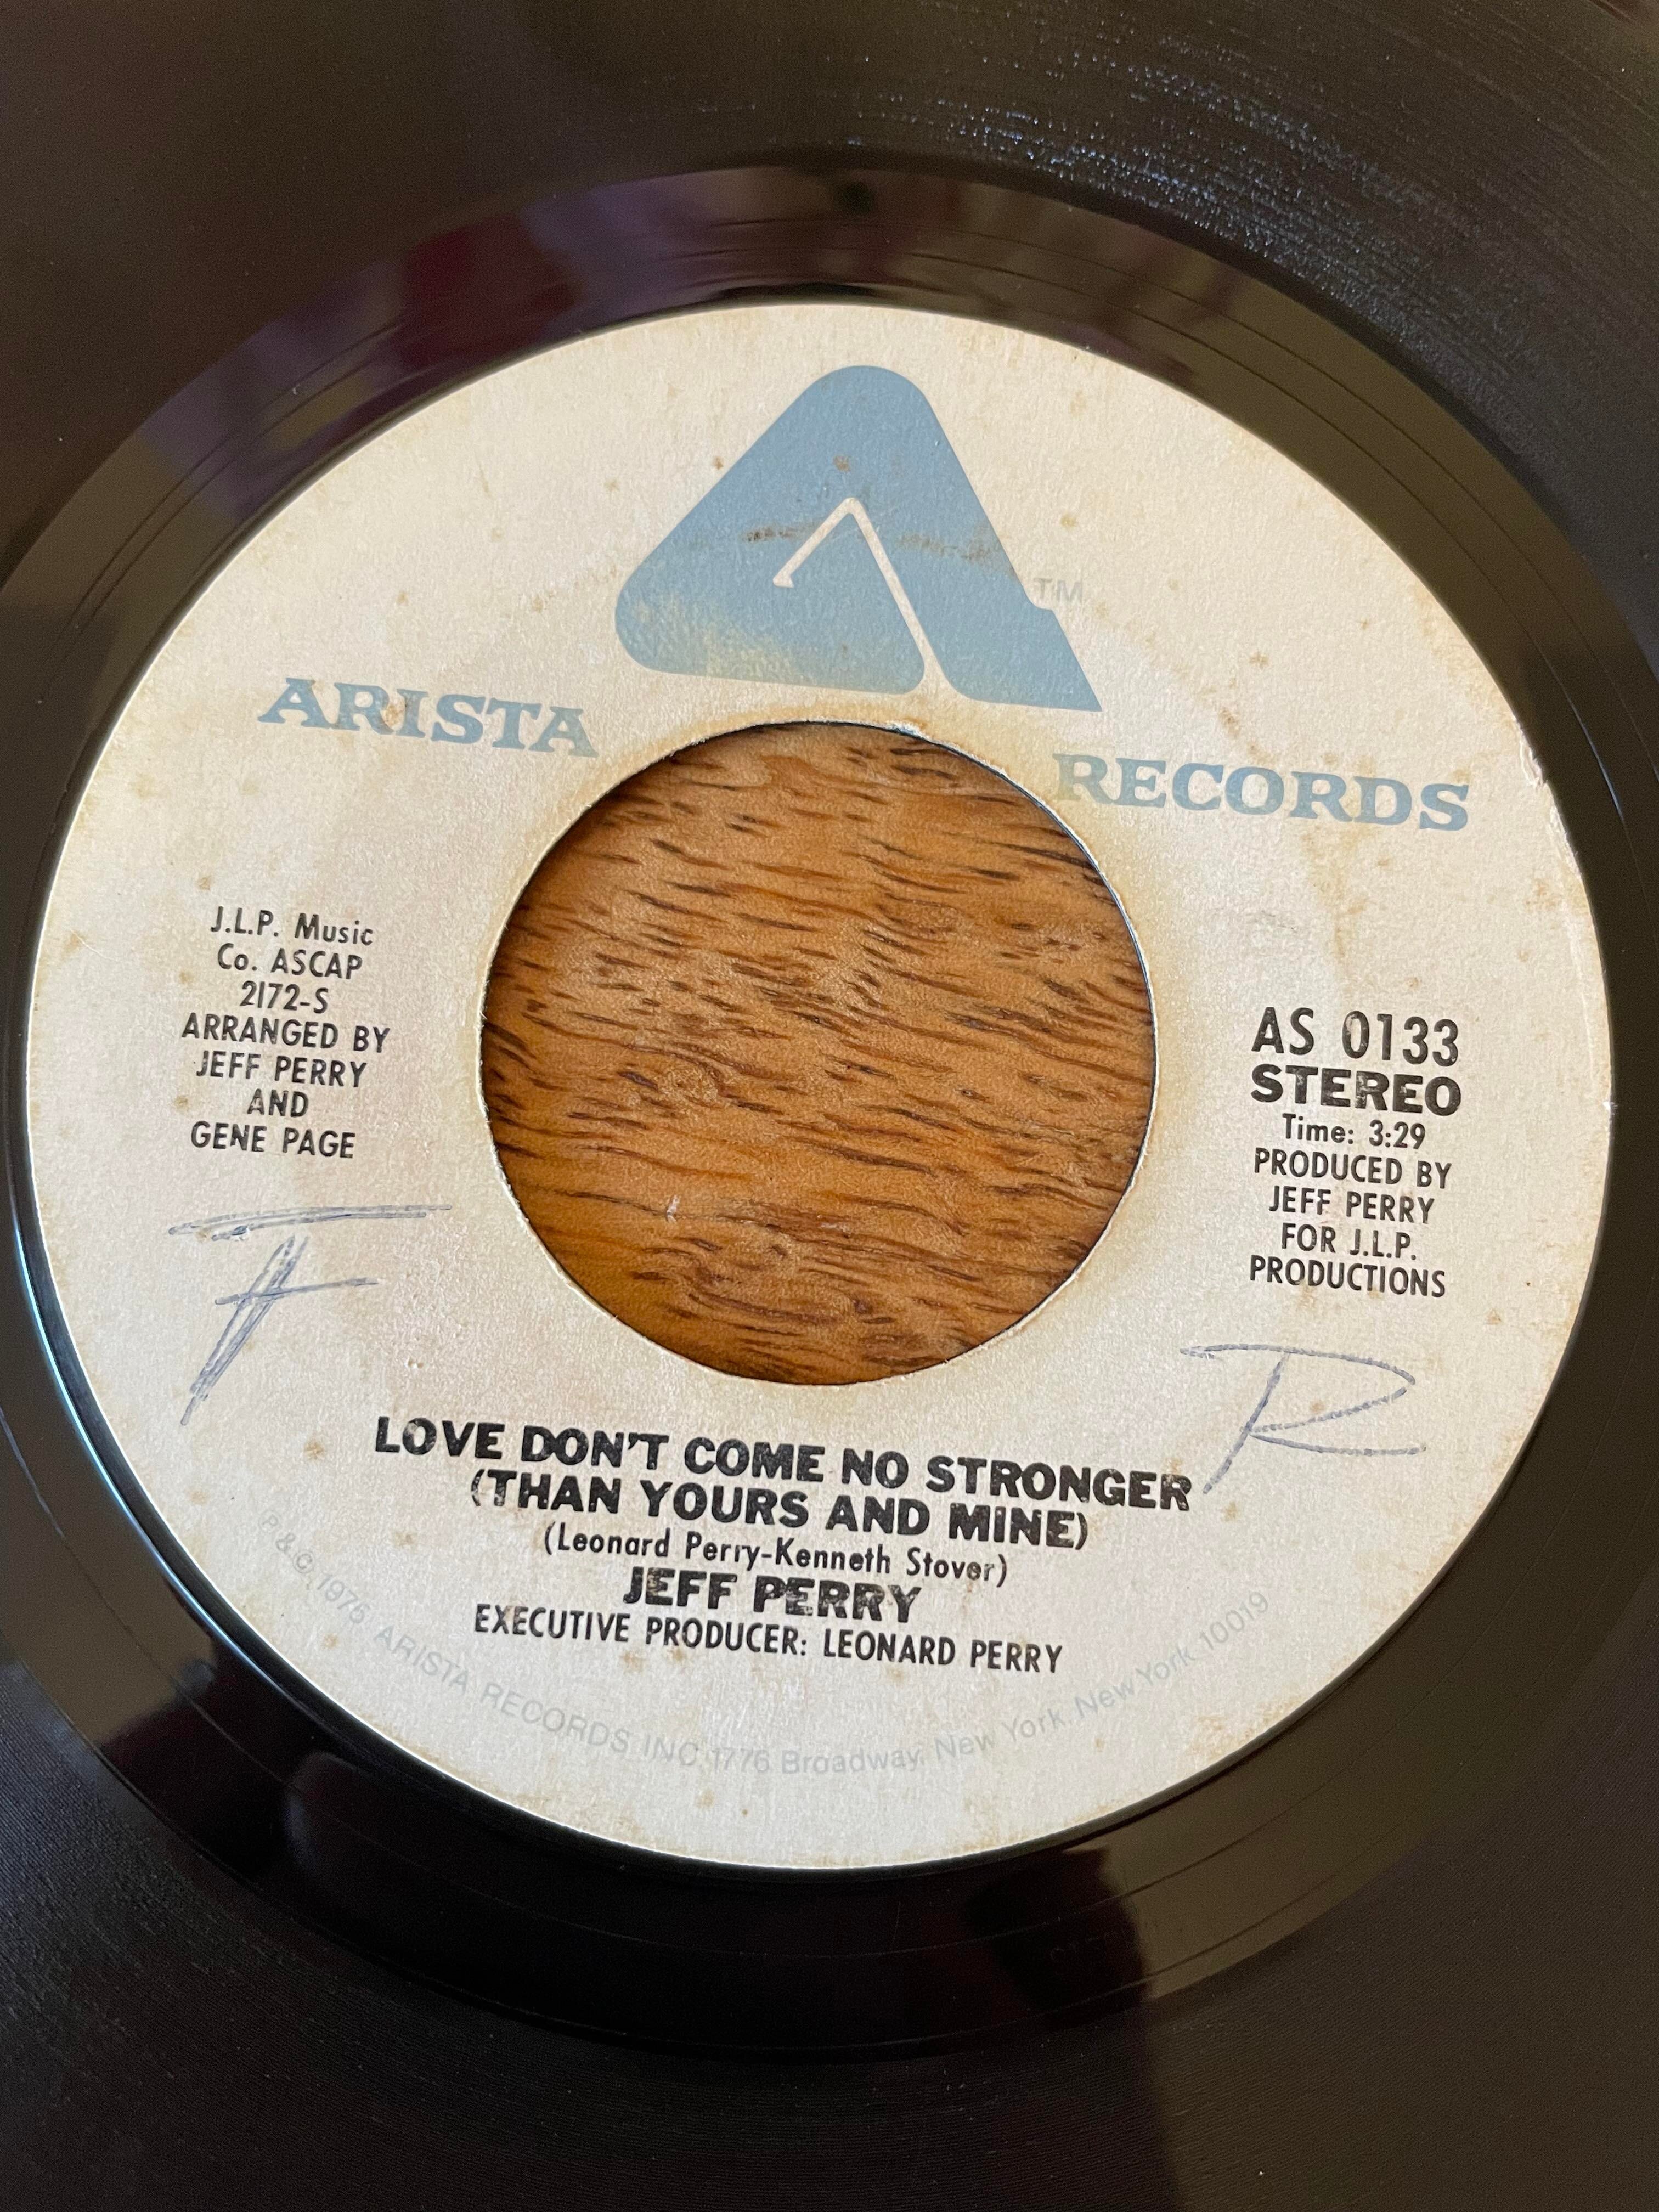 TM
ARISTA RECORDS
J.L.P. Music
Co. ASCAP
2172-S
ARRANGED BY
JEFF PERRY
AND
GENE PAGE
AS 0133
STEREO
Time: 3:29
PRODUCED BY
JEFF PERRY
FOR J.L.P.
PRODUCTIONS
F
R
LOVE DON'T COME NO STRONGER
(THAN YOURS AND MINE)
(Leonard Perry-Kenneth Stover)
JEFF PERRY
EXECUTIVE PRODUCER: LEONARD PERRY
P & © 1975 ARISTA RECORDS INC. 1776 Broadway, New York, New York 10019